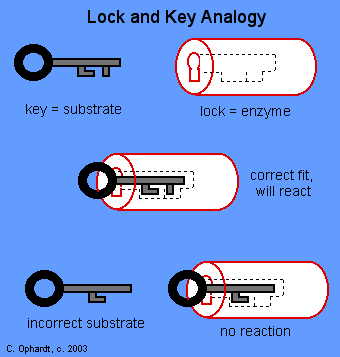 Lock and Key Analogy
key = substrate
lock = enzyme
correct fit,
will react
incorrect substrate
no reaction
C. Ophardt, c. 2003